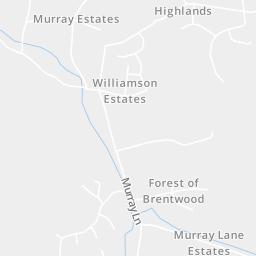 Highlands
Murray Estates
Williamson
Estates
Murray Ln
Forest of
Brentwood
Murray Lane
Estates